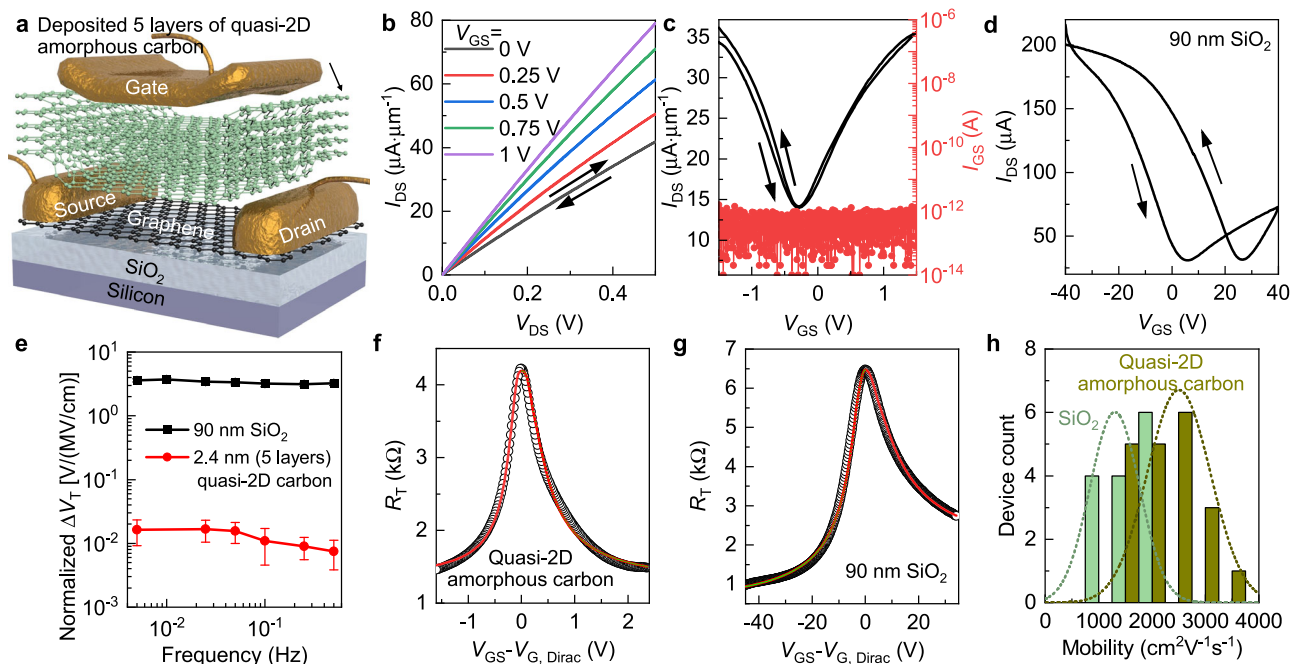 a Deposited 5 layers of quasi-2D
amorphous carbon
Gate
Source
Graphene
Drain
SiO2
Silicon
b
VGS=
0 V
0.25 V
0.5 V
0.75 V
1 V
80
60
40
20
0
IDS (µA·µm-1)
0.0 0.2 0.4
VDS (V)
c
35
30
25
20
15
10
IDS (µA·µm-1)
10-6
10-8
10-10
10-12
10-14
IGS (A)
-1 0 1
VGS (V)
d
90 nm SiO2
200
150
100
50
IDS (µA)
-40 -20 0 20 40
VGS (V)
e
101
100
10-1
10-2
10-3
Normalized ΔVT [V/(MV/cm)]
90 nm SiO2
2.4 nm (5 layers)
quasi-2D carbon
10-2 10-1
Frequency (Hz)
f
4
3
2
1
RT (kΩ)
Quasi-2D
amorphous carbon
-1 0 1 2
VGS-VG, Dirac (V)
g
7
6
5
4
3
2
1
RT (kΩ)
90 nm SiO2
-40 -20 0 20
VGS-VG, Dirac (V)
h
Quasi-2D
amorphous carbon
SiO2
8
6
4
2
0
Device count
0 1000 2000 3000 4000
Mobility (cm2V-1s-1)